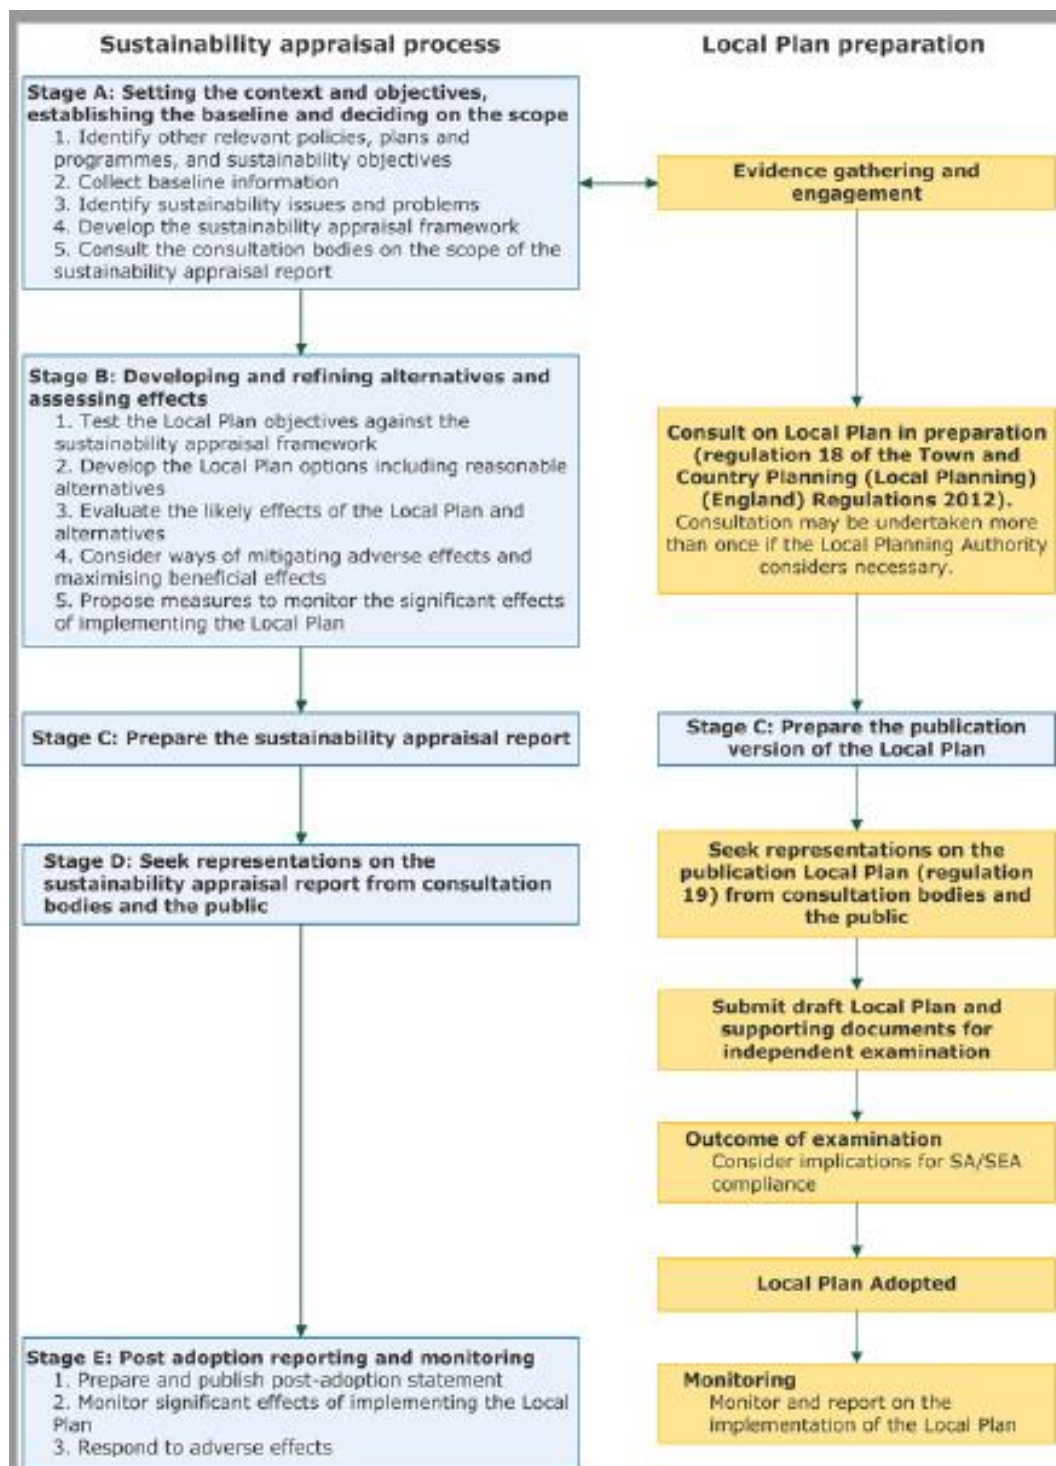 Sustainability appraisal process
Local Plan preparation
Stage A: Setting the context and objectives,
establishing the baseline and deciding on the scope
1. Identify other relevant policies, plans and
programmes, and sustainability objectives
2. Collect baseline information
3. Identify sustainability issues and problems
4. Develop the sustainability appraisal framework
5. Consult the consultation bodies on the scope of the
sustainability appraisal report
Evidence gathering and
engagement
Stage B: Developing and refining alternatives and
assessing effects
1. Test the Local Plan objectives against the
sustainability appraisal framework
2. Develop the Local Plan options including reasonable
alternatives
3. Evaluate the likely effects of the Local Plan and
alternatives
4. Consider ways of mitigating adverse effects and
maximising beneficial effects
5. Propose measures to monitor the significant effects
of implementing the Local Plan
Consult on Local Plan in preparation
(regulation 18 of the Town and
Country Planning (Local Planning)
(England) Regulations 2012).
Consultation may be undertaken more
than once if the Local Planning Authority
considers necessary.
Stage C: Prepare the sustainability appraisal report
Stage C: Prepare the publication
version of the Local Plan
Stage D: Seek representations on the
sustainability appraisal report from consultation
bodies and the public
Seek representations on the
publication Local Plan (regulation
19) from consultation bodies and
the public
Submit draft Local Plan and
supporting documents for
independent examination
Outcome of examination
Consider implications for SA/SEA
compliance
Local Plan Adopted
Stage E: Post adoption reporting and monitoring
1. Prepare and publish post-adoption statement
2. Monitor significant effects of implementing the Local
Plan
3. Respond to adverse effects
Monitoring
Monitor and report on the
implementation of the Local Plan